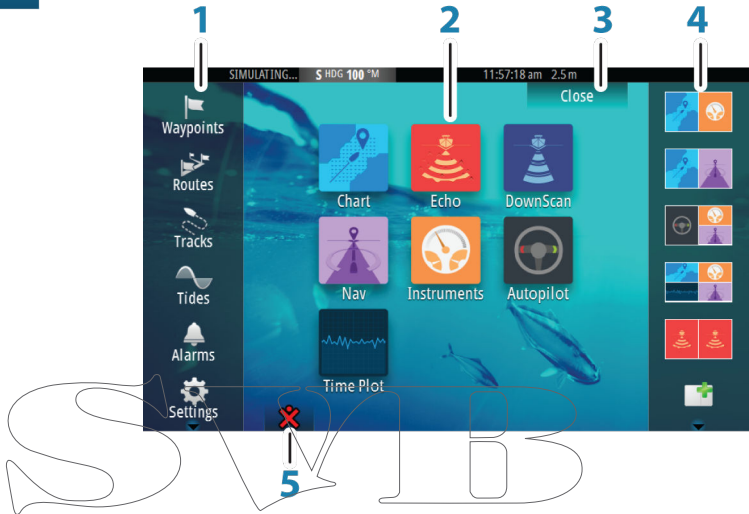 1 2 3 4
SIMULATING... S HDG 100 °M 11:57:18 am 2.5 m
Close
Waypoints
Routes
Chart Echo DownScan
Tracks
Nav Instruments Autopilot
Tides
Alarms
Time Plot
Settings
SVB
5